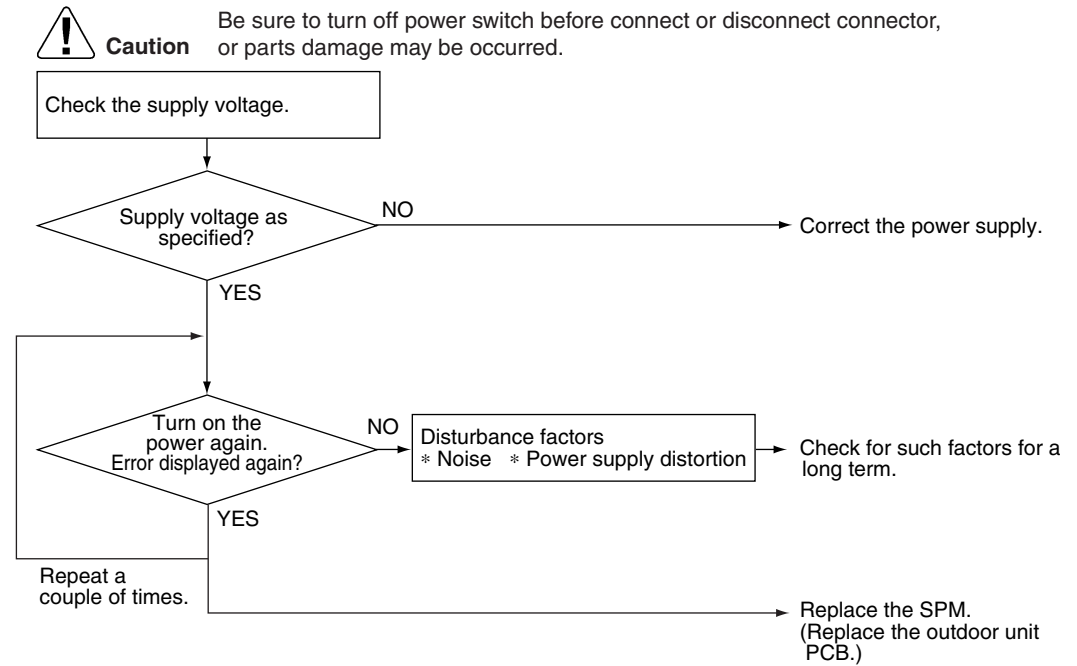 Be sure to turn off power switch before connect or disconnect connector,
Caution or parts damage may be occurred.
Check the supply voltage.
Supply voltage as
specified?
NO
Correct the power supply.
YES
Turn on the
power again.
Error displayed again?
NO
Disturbance factors
* Noise * Power supply distortion
Check for such factors for a
long term.
YES
Repeat a
couple of times.
Replace the SPM.
(Replace the outdoor unit
PCB.)